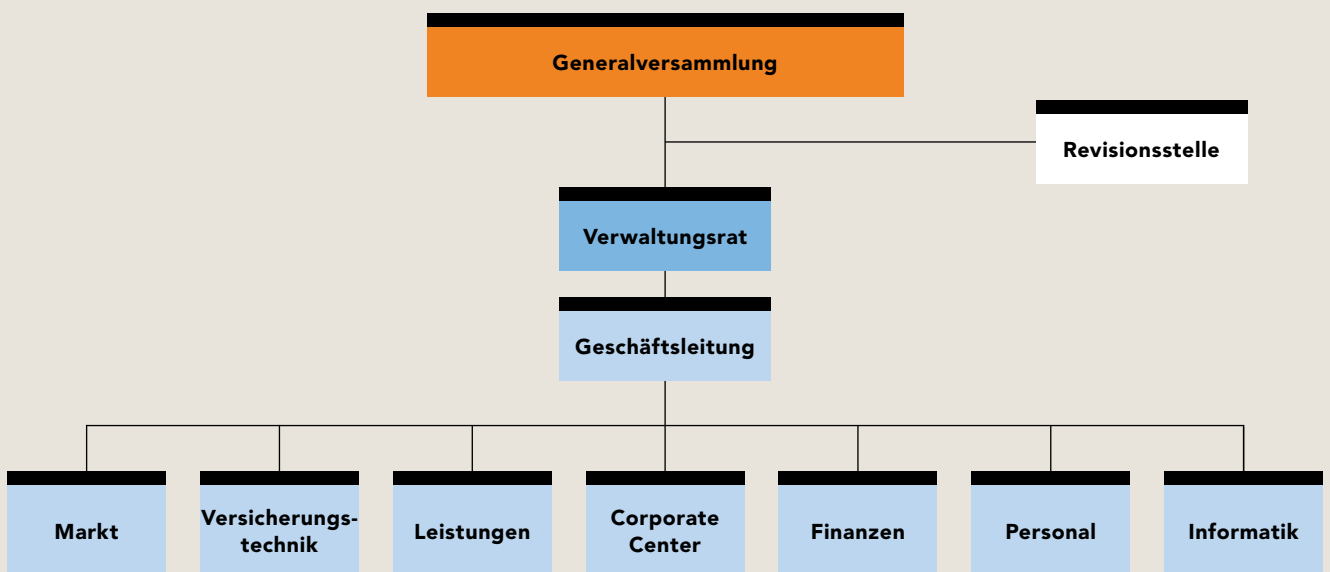 Generalversammlung
Revisionsstelle
Verwaltungsrat
Geschäftsleitung
Markt
Versicherungs-
technik
Leistungen
Corporate
Center
Finanzen
Personal
Informatik